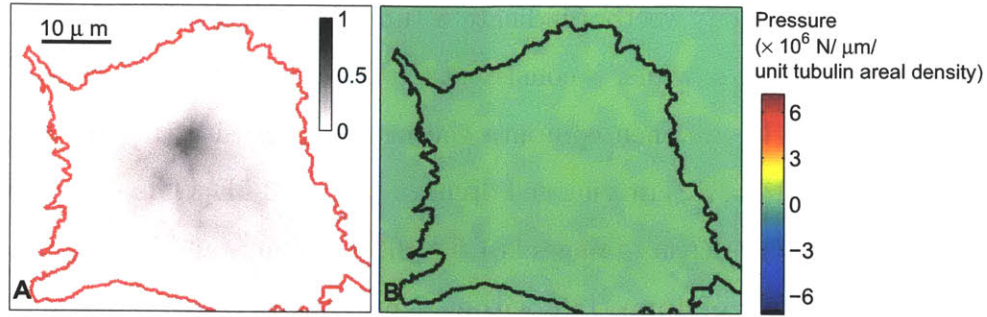 10 μ m
1
0.5
0
A
B
Pressure
(× 10⁶ N/ μm/
unit tubulin areal density)
6
3
0
−3
−6